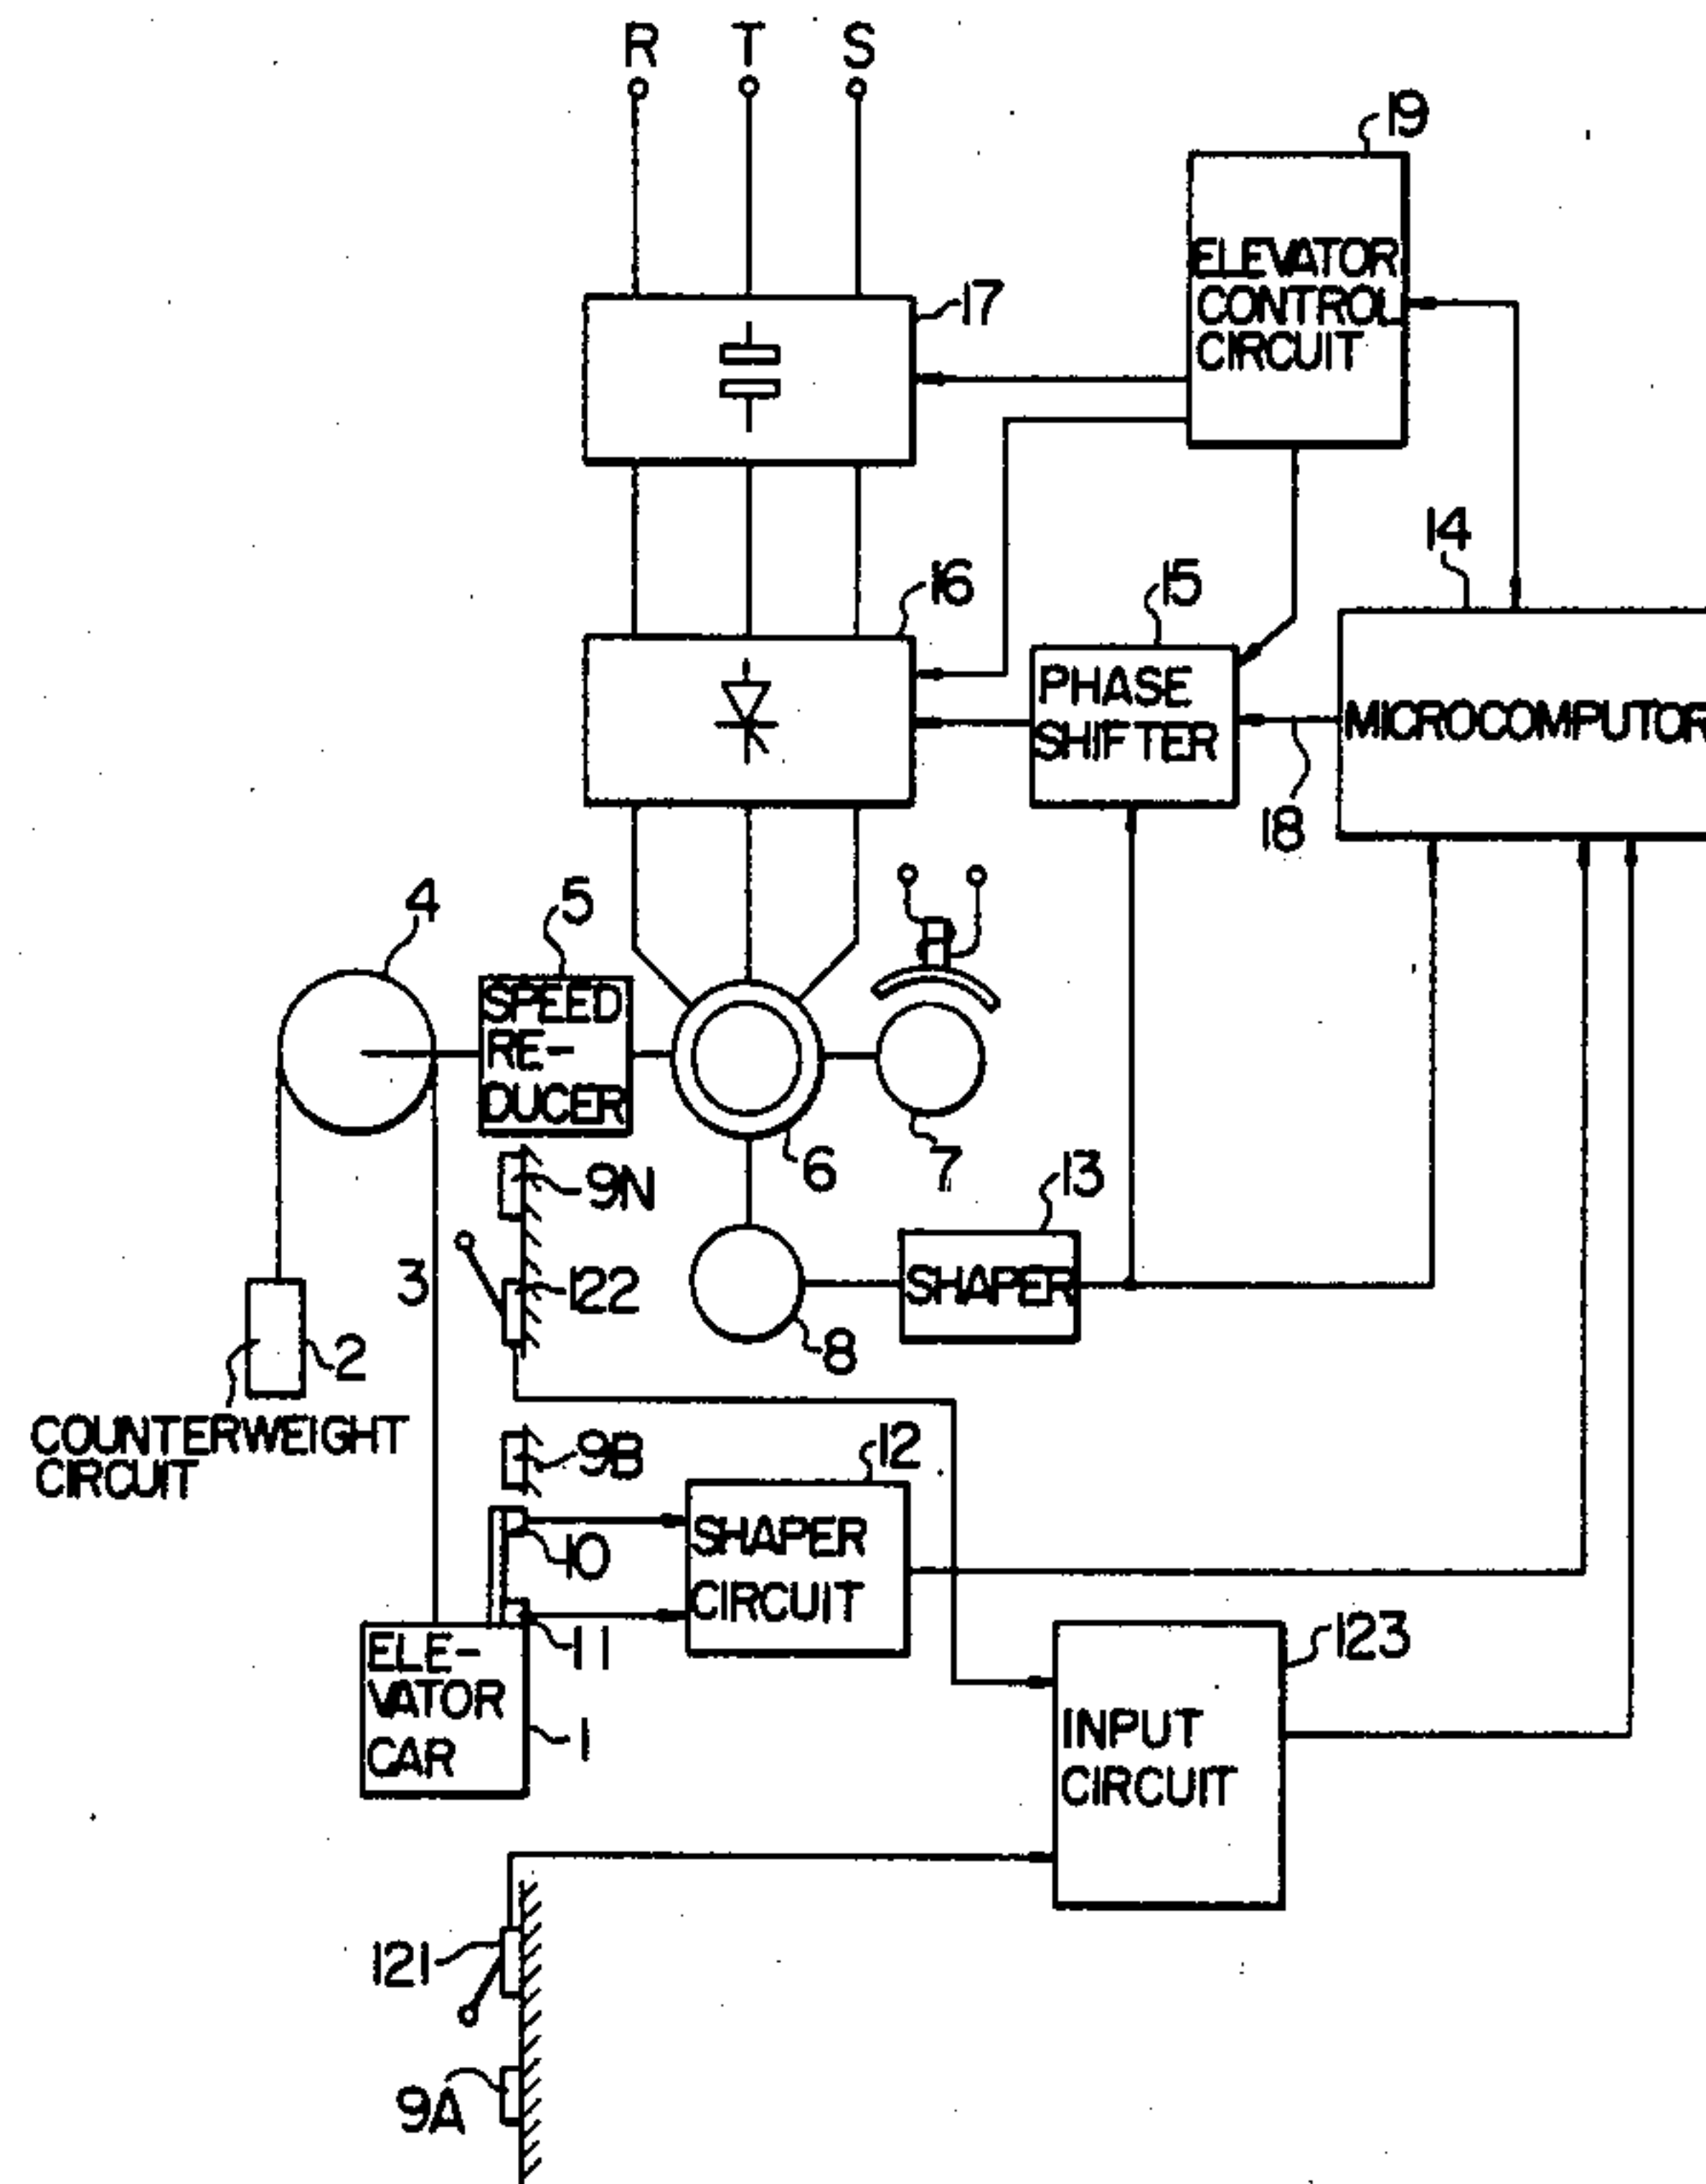 R T S
19
ELEVATOR
CONTROL
CIRCUIT
17
14
16
15
PHASE
SHIFTER
MICROCOMPUTOR
18
4
5
SPEED
RE-
DUCER
6
7
9N
13
3
122
SHAPER
2
8
COUNTERWEIGHT
CIRCUIT
9B
12
10
SHAPER
CIRCUIT
11
123
ELE-
VATOR
CAR
1
INPUT
CIRCUIT
121
9A